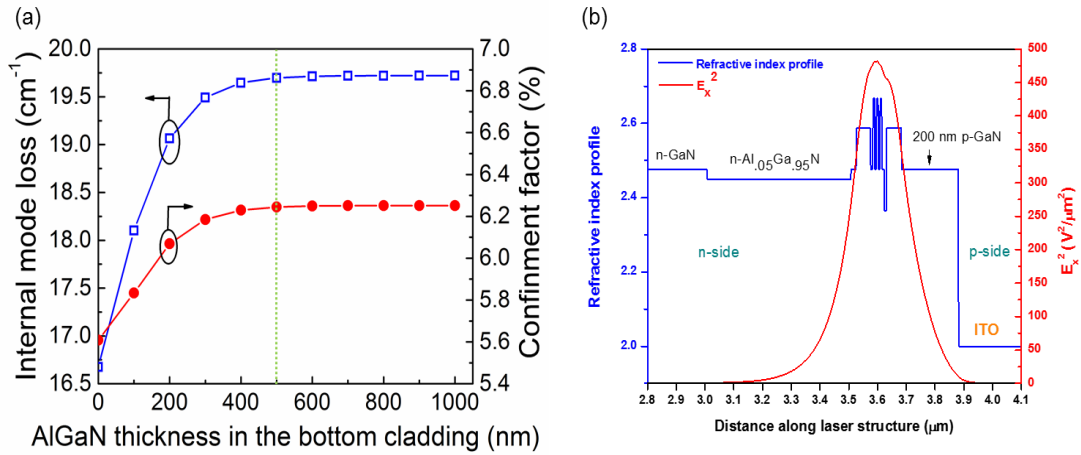 (a)
20.0
19.5
19.0
18.5
18.0
17.5
17.0
16.5
Internal mode loss (cm⁻¹)
7.0
6.8
6.6
6.4
6.2
6.0
5.8
5.6
5.4
Confinment factor (%)
0 200 400 600 800 1000
AlGaN thickness in the bottom cladding (nm)
(b)
2.8
2.6
2.4
2.2
2.0
Refractive index profile
Refractive index profile
Eₓ²
n-GaN
n-Al.05Ga.95N
200 nm p-GaN
n-side
p-side
ITO
500
450
400
350
300
250
200
150
100
50
0
Eₓ² ( V²/μm²)
2.8 3.0 3.1 3.2 3.3 3.4 3.5 3.6 3.7 3.8 3.9 4.0 4.1
Distance along laser structure (μm)